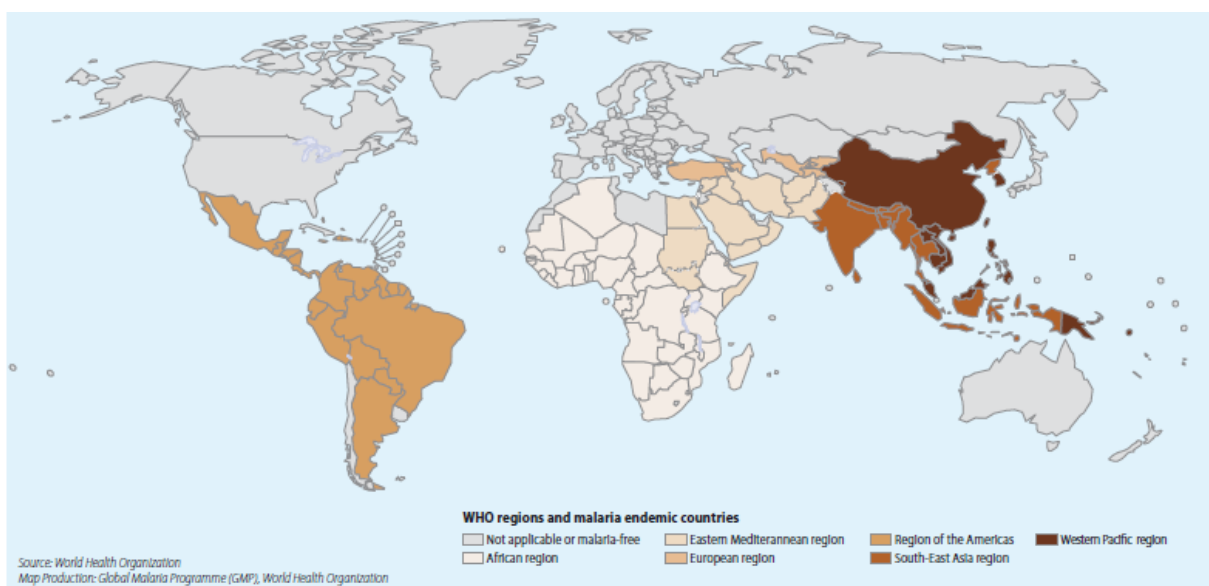 WHO regions and malaria endemic countries
Not applicable or malaria-free
Eastern Mediterannean region
Region of the Americas
Western Pacific region
African region
European region
South-East Asia region
Source: World Health Organization
Map Production: Global Malaria Programme (GMP), World Health Organization